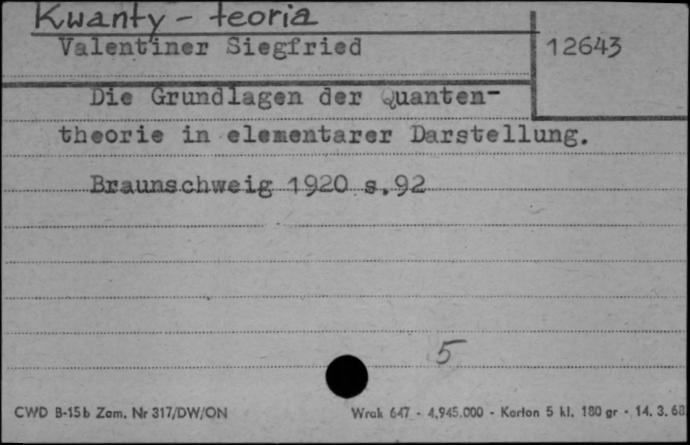 Kwanty - teoria
Valentiner Siegfried 12643
Die Grundlagen der Quanten-
theorie in elementarer Darstellung.
Braunschweig 1920 s.92
5
CWD B-15b Zam. Nr 317/DW/ON Wrak 647 - 4.945.000 - Karton 5 kl. 180 gr - 14. 3. 60